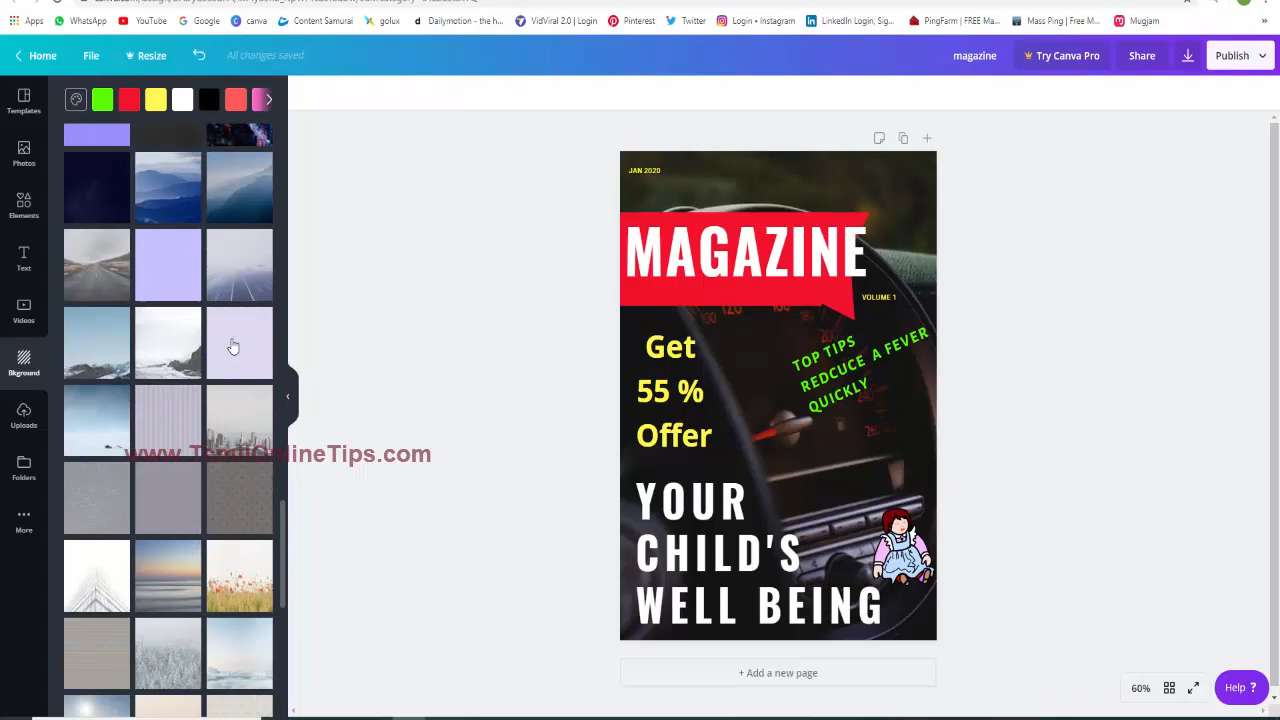 WhatsApp
YouTube
Google
canva
Content Samurai
golux
Dailymotion - the h...
VidViral 2.0 | Login
Pinterest
Twitter
Login • Instagram
LinkedIn Login, Sig...
PingFarm | FREE Ma...
Mass Ping | Free M...
Mugjam
Home
File
Resize
All changes saved
magazine
Try Canva Pro
Share
Publish
Templates
Photos
Elements
Text
Videos
Bkground
Uploads
Folders
More
JAN 2020
MAGAZINE
VOLUME 1
Get
55 %
Offer
TOP TIPS
REDCUCE A FEVER
QUICKLY
YOUR
CHILD'S
WELL BEING
www.TamilOnlineTips.com
+ Add a new page
60%
Help ?